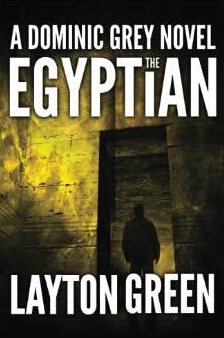 A DOMINIC GREY NOVEL
THE
EGYPTIAN
LAYTON GREEN